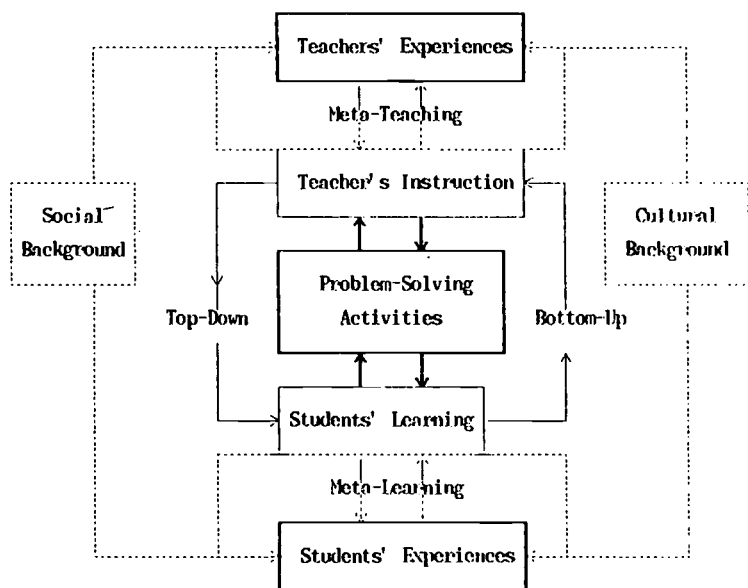 Teachers' Experiences
Meta-Teaching
Teacher's Instruction
Social
Background
Cultural
Background
Problem-Solving
Activities
Top-Down
Bottom-Up
Students' Learning
Meta-Learning
Students' Experiences